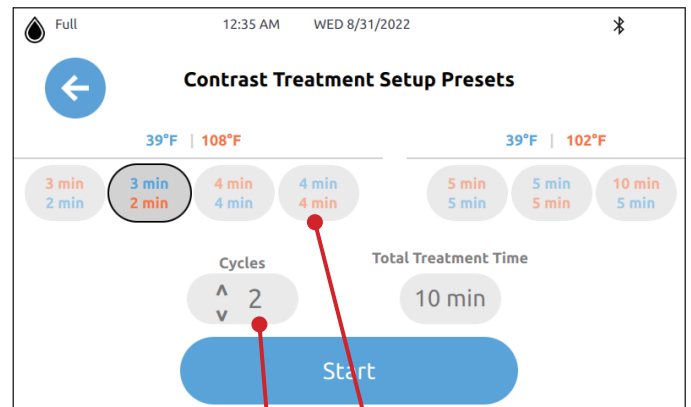 Full 12:35 AM WED 8/31/2022
Contrast Treatment Setup Presets
39°F | 108°F 39°F | 102°F
3 min 3 min 4 min 4 min 5 min 5 min 10 min
2 min 2 min 4 min 4 min 5 min 5 min 5 min
Cycles Total Treatment Time
2 10 min
Start